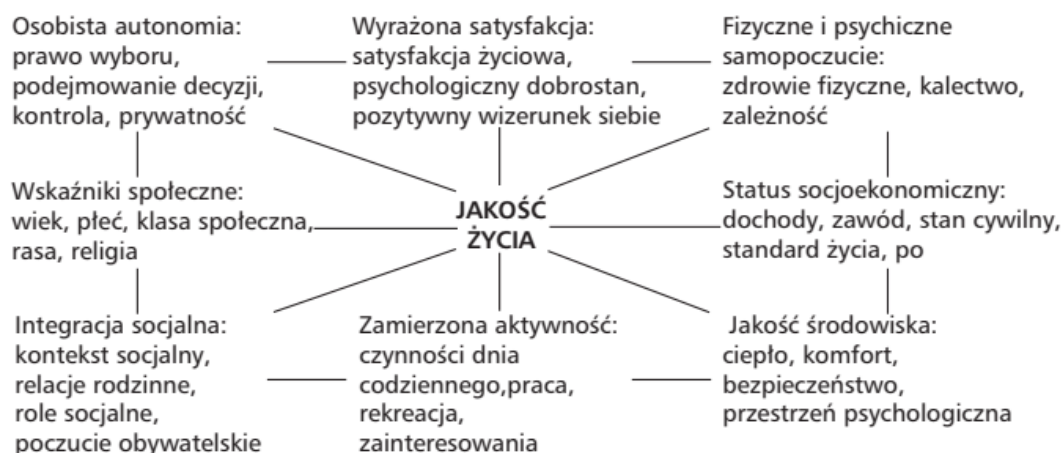 Osobista autonomia:
prawo wyboru,
podejmowanie decyzji,
kontrola, prywatność
Wyrażona satysfakcja:
satysfakcja życiowa,
psychologiczny dobrostan,
pozytywny wizerunek siebie
Fizyczne i psychiczne
samopoczucie:
zdrowie fizyczne, kalectwo,
zależność
Wskaźniki społeczne:
wiek, płeć, klasa społeczna,
rasa, religia
JAKOŚĆ
ŻYCIA
Status socjoekonomiczny:
dochody, zawód, stan cywilny,
standard życia, po
Integracja socjalna:
kontekst socjalny,
relacje rodzinne,
role socjalne,
poczucie obywatelskie
Zamierzona aktywność:
czynności dnia
codziennego,praca,
rekreacja,
zainteresowania
Jakość środowiska:
ciepło, komfort,
bezpieczeństwo,
przestrzeń psychologiczna